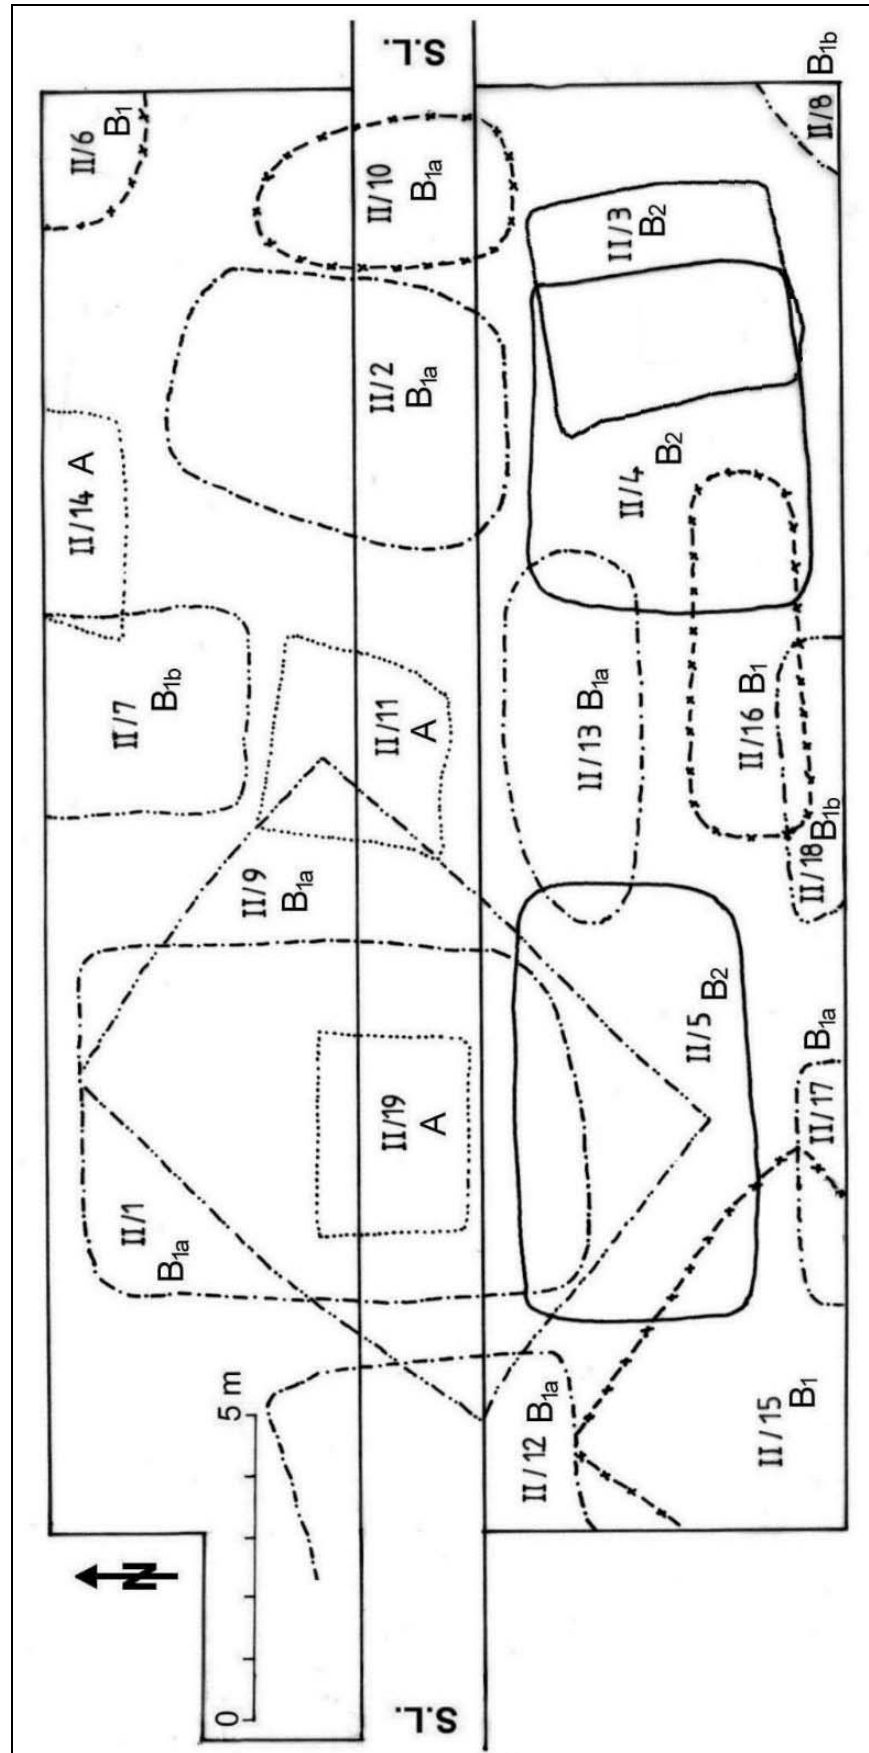 S.L.
II/6 B1
II/10 B1a
II/8 B1b
II/3 B2
II/2 B1a
II/14 A
II/4 B2
II/7 B1b
II/11 A
II/13 B1a
II/16 B1
II/18 B1b
II/9 B1a
II/5 B2
II/17 B1a
II/19 A
II/1 B1a
II/12 B1a
II/15 B1
0 5 m
N
S.L.